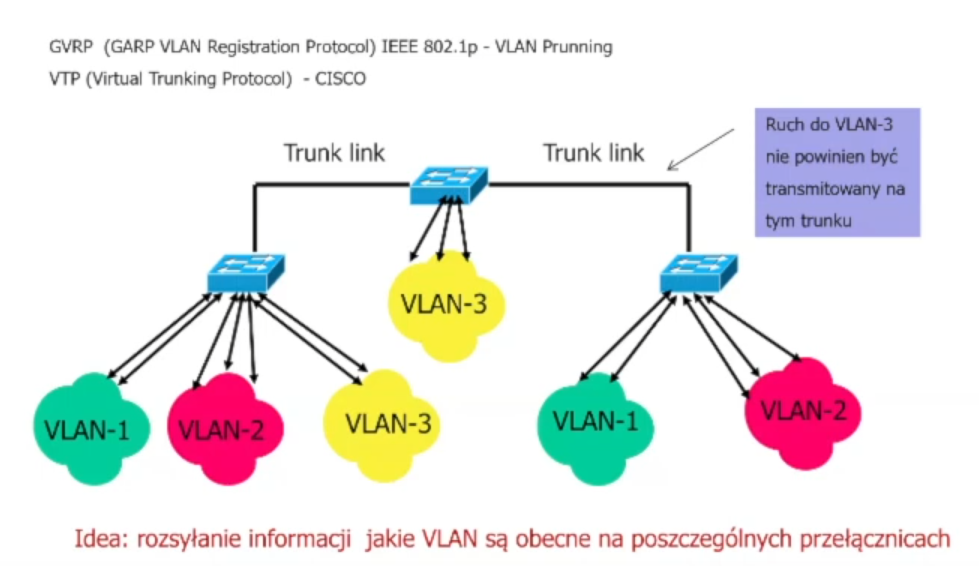 GVRP (GARP VLAN Registration Protocol) IEEE 802.1p - VLAN Prunning
VTP (Virtual Trunking Protocol) - CISCO
Trunk link
Trunk link
Ruch do VLAN-3
nie powinien być
transmitowany na
tym trunku
VLAN-3
VLAN-1
VLAN-2
VLAN-3
VLAN-1
VLAN-2
Idea: rozsyłanie informacji jakie VLAN są obecne na poszczególnych przełącznicach